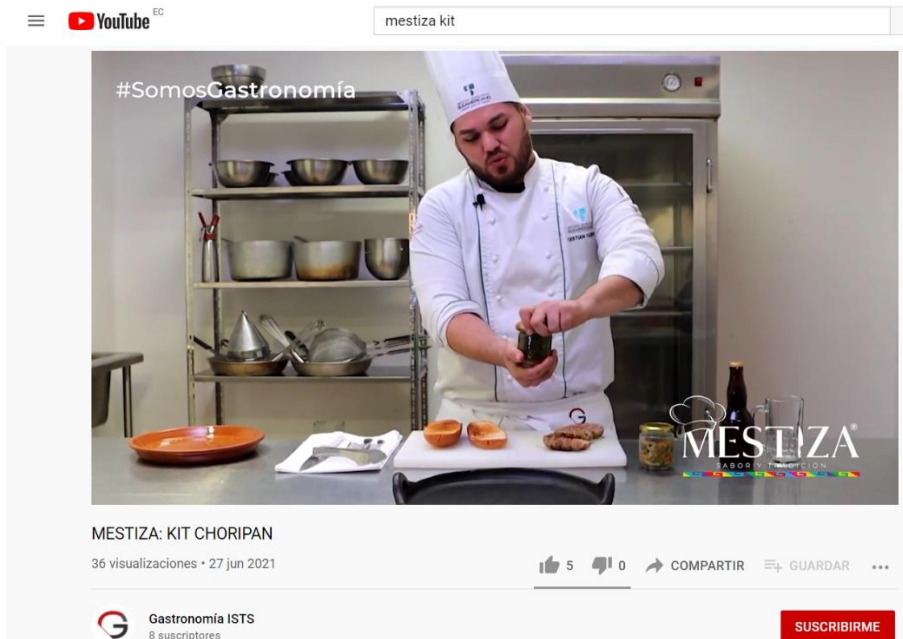 YouTube EC
mestiza kit
#SomosGastronomía
MESTIZA®
SABOR Y TRADICIÓN
MESTIZA: KIT CHORIPAN
36 visualizaciones • 27 jun 2021
5 0 COMPARTIR GUARDAR
Gastronomía ISTS
8 suscriptores
SUSCRIBIRME